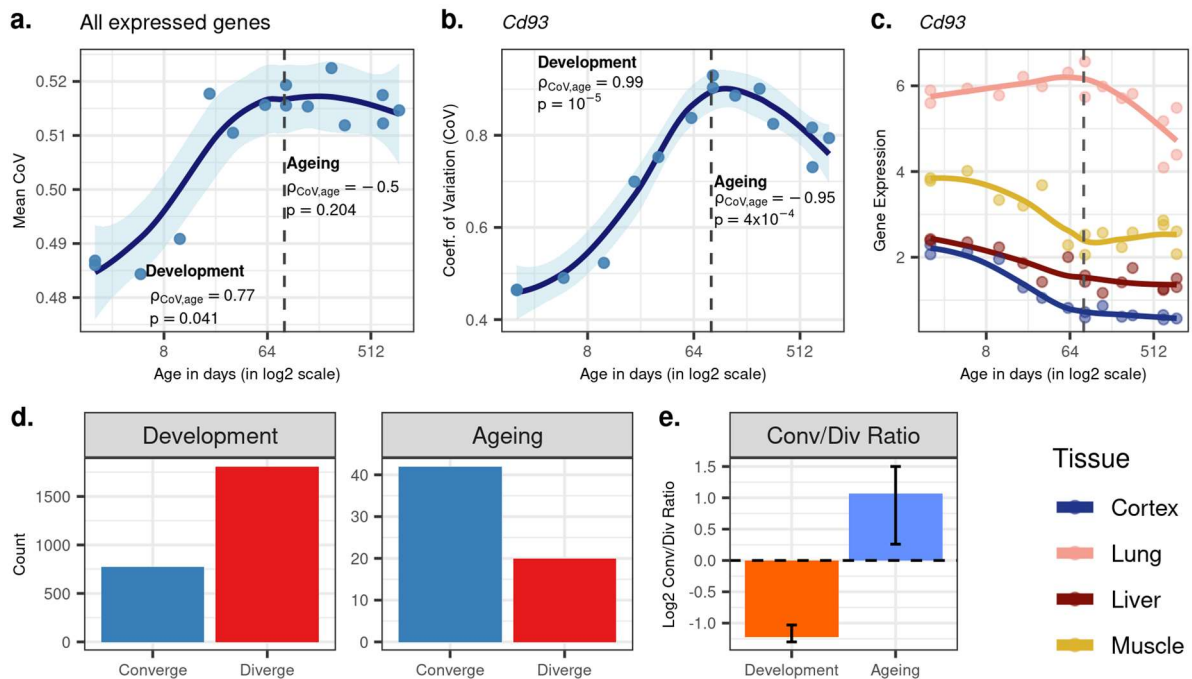 a. All expressed genes
0.52
0.51
0.50
0.49
0.48
Mean CoV
Ageing
ρCoV,age = − 0.5
p = 0.204
Development
ρCoV,age = 0.77
p = 0.041
8 64 512
Age in days (in log2 scale)
b. Cd93
0.8
0.6
0.4
Coeff. of Variation (CoV)
Development
ρCoV,age = 0.99
p = 10⁻⁵
Ageing
ρCoV,age = − 0.95
p = 4x10⁻⁴
8 64 512
Age in days (in log2 scale)
c. Cd93
6
4
2
Gene Expression
8 64 512
Age in days (in log2 scale)
d.
Development
1500
1000
500
0
Count
Converge Diverge
Ageing
40
30
20
10
0
Converge Diverge
e.
Conv/Div Ratio
1.5
1.0
0.5
0.0
-0.5
-1.0
Log2 Conv/Div Ratio
Development Ageing
Tissue
Cortex
Lung
Liver
Muscle